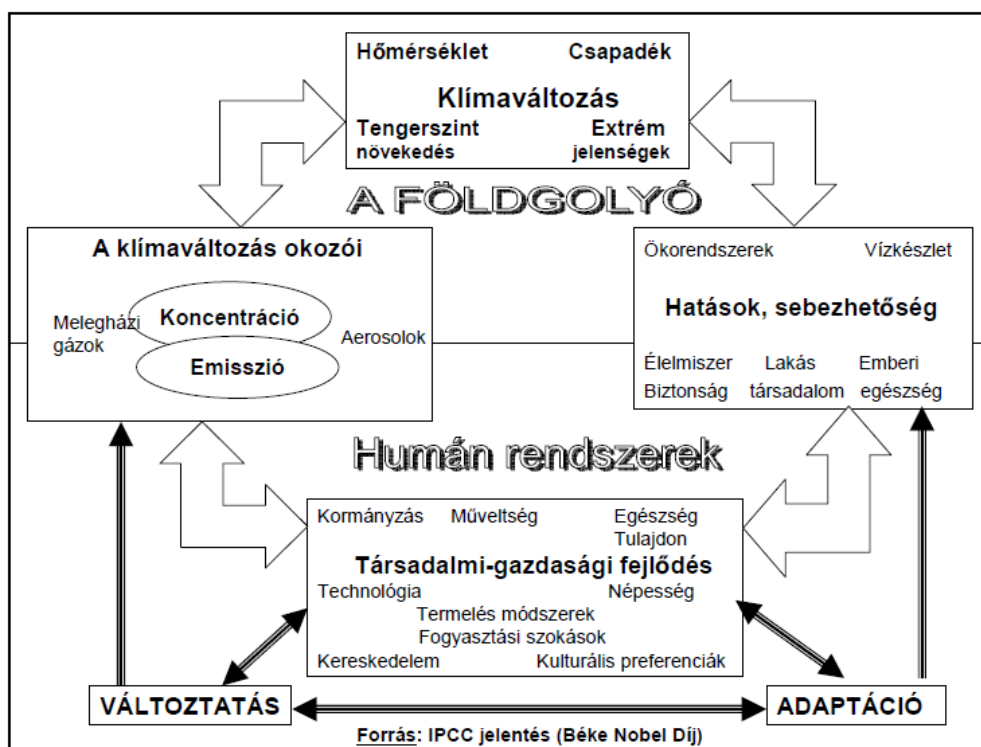 Hőmérséklet Csapadék
Klímaváltozás
Tengerszint Extrém
növekedés jelenségek
A FÖLDGOLYÓ
A klímaváltozás okozói
Koncentráció
Melegházi
gázok
Aerosolok
Emisszió
Ökorendszerek Vízkészlet
Hatások, sebezhetőség
Élelmiszer Lakás Emberi
Biztonság társadalom egészség
Humán rendszerek
Kormányzás Műveltség Egészség
Tulajdon
Társadalmi-gazdasági fejlődés
Technológia Népesség
Termelés módszerek
Fogyasztási szokások
Kereskedelem Kulturális preferenciák
VÁLTOZTATÁS ADAPTÁCIÓ
Forrás: IPCC jelentés (Béke Nobel Díj)